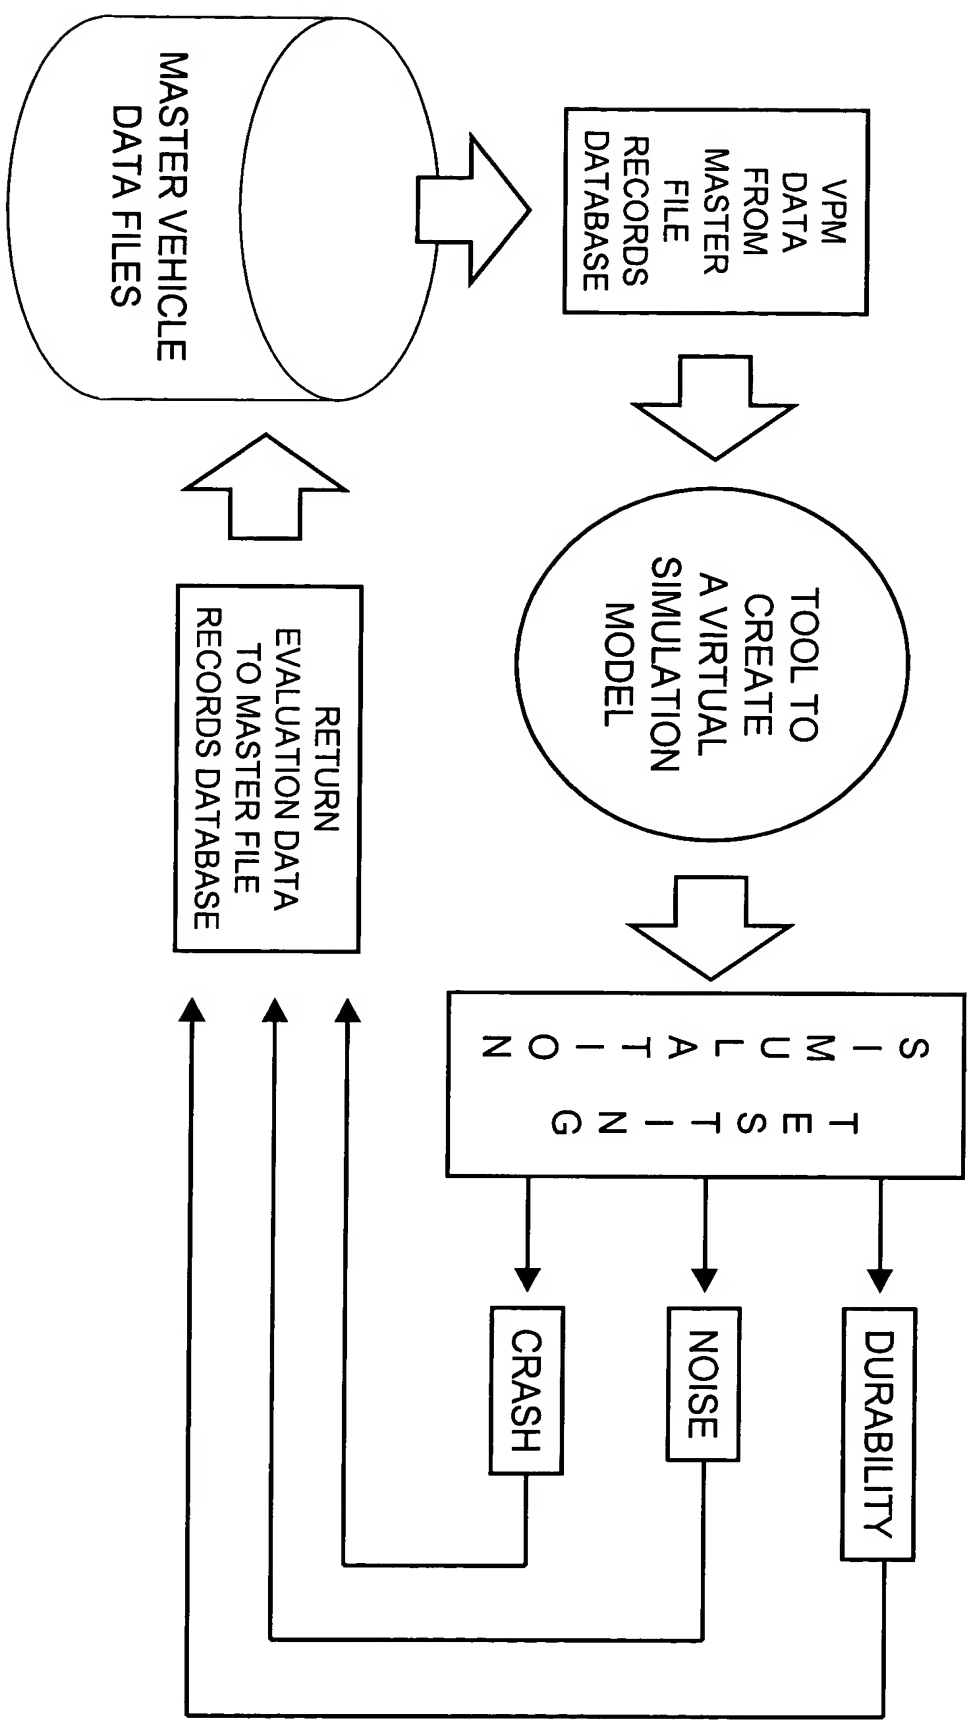 VPM
DATA
FROM
MASTER
FILE
RECORDS
DATABASE
TOOL TO
CREATE
A VIRTUAL
SIMULATION
MODEL
SIMULATION
TESTING
DURABILITY
NOISE
CRASH
RETURN
EVALUATION DATA
TO MASTER FILE
RECORDS DATABASE
MASTER VEHICLE
DATA FILES